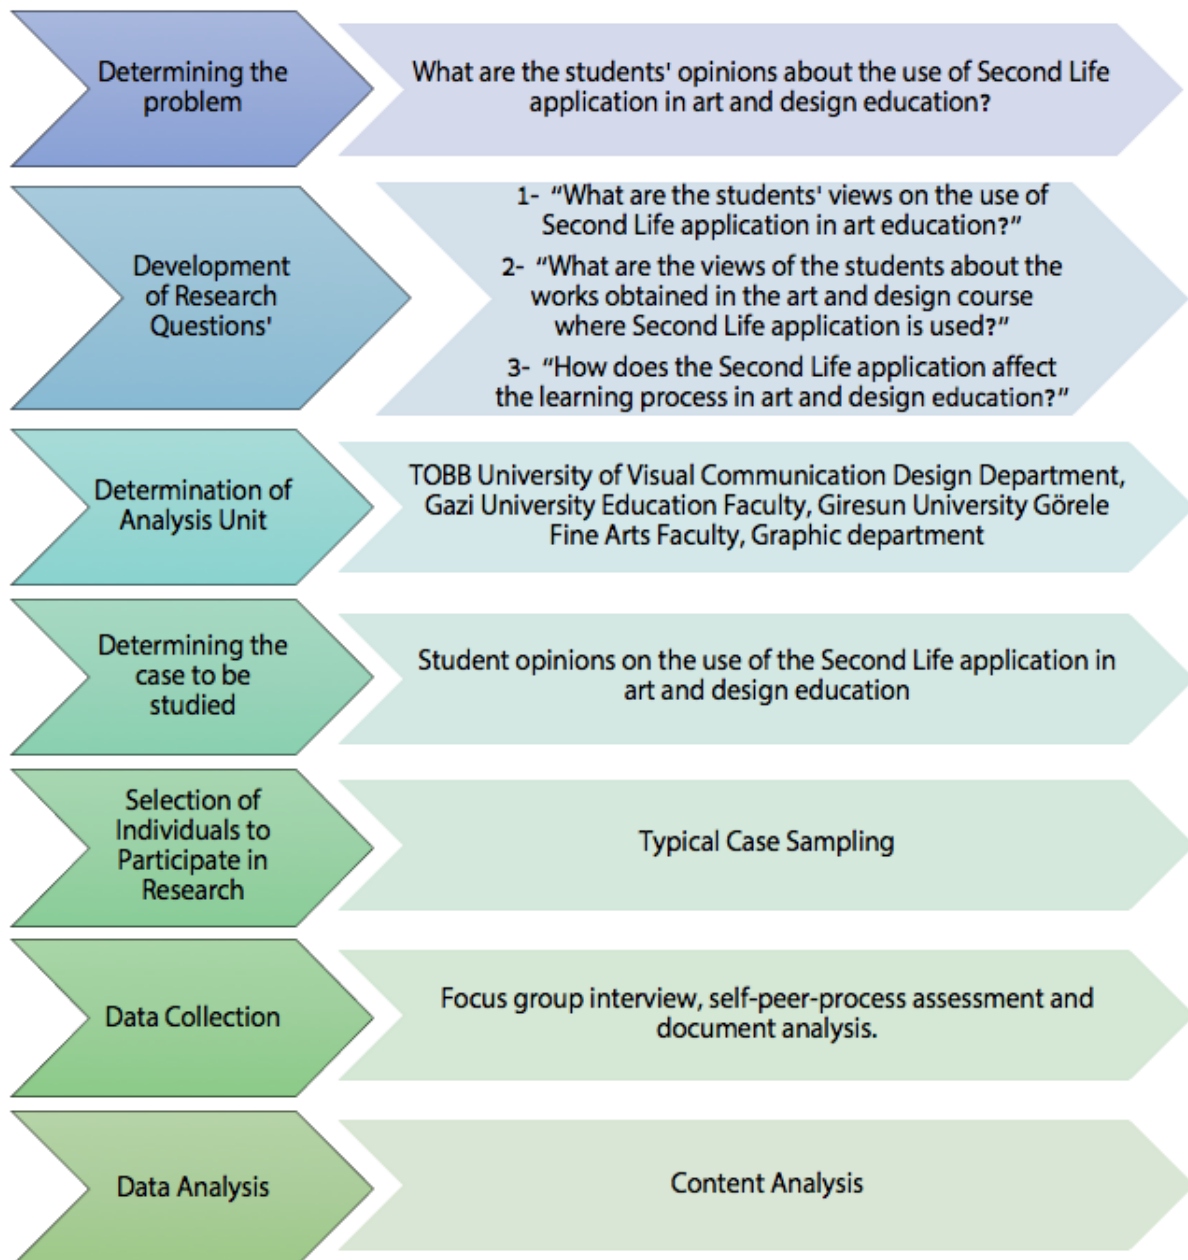 Determining the
problem
What are the students' opinions about the use of Second Life
application in art and design education?
Development
of Research
Questions'
1- “What are the students' views on the use of
Second Life application in art education?”
2- “What are the views of the students about the
works obtained in the art and design course
where Second Life application is used?”
3- “How does the Second Life application affect
the learning process in art and design education?”
Determination of
Analysis Unit
TOBB University of Visual Communication Design Department,
Gazi University Education Faculty, Giresun University Görele
Fine Arts Faculty, Graphic department
Determining the
case to be
studied
Student opinions on the use of the Second Life application in
art and design education
Selection of
Individuals to
Participate in
Research
Typical Case Sampling
Data Collection
Focus group interview, self-peer-process assessment and
document analysis.
Data Analysis
Content Analysis